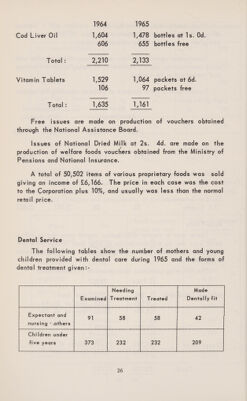 1964 1965
Cod Liver Oil 1,604 1,478 bottles at 1s. 0d.
606 655 bottles free
Total: 2,210 2,133
Vitamin Tablets 1,529 1,064 packets at 6d.
106 97 packets free
Total: 1,635 1,161
Free issues are made on production of vouchers obtained
through the National Assistance Board.
Issues of National Dried Milk at 2s. 4d. are made on the
production of welfare foods vouchers obtained from the Ministry of
Pensions and National Insurance.
A total of 50,502 items of various proprietary foods was sold
giving an income of £6,166. The price in each case was the cost
to the Corporation plus 10%, and usually was less than the normal
retail price.
Dental Service
The following tables show the number of mothers and young
children provided with dental care during 1965 and the forms of
dental treatment given:-
Needing Made
Examined Treatment Treated Dentally fit
Expectant and
nursing mothers 91 58 58 42
Children under
five years 373 232 232 209
26